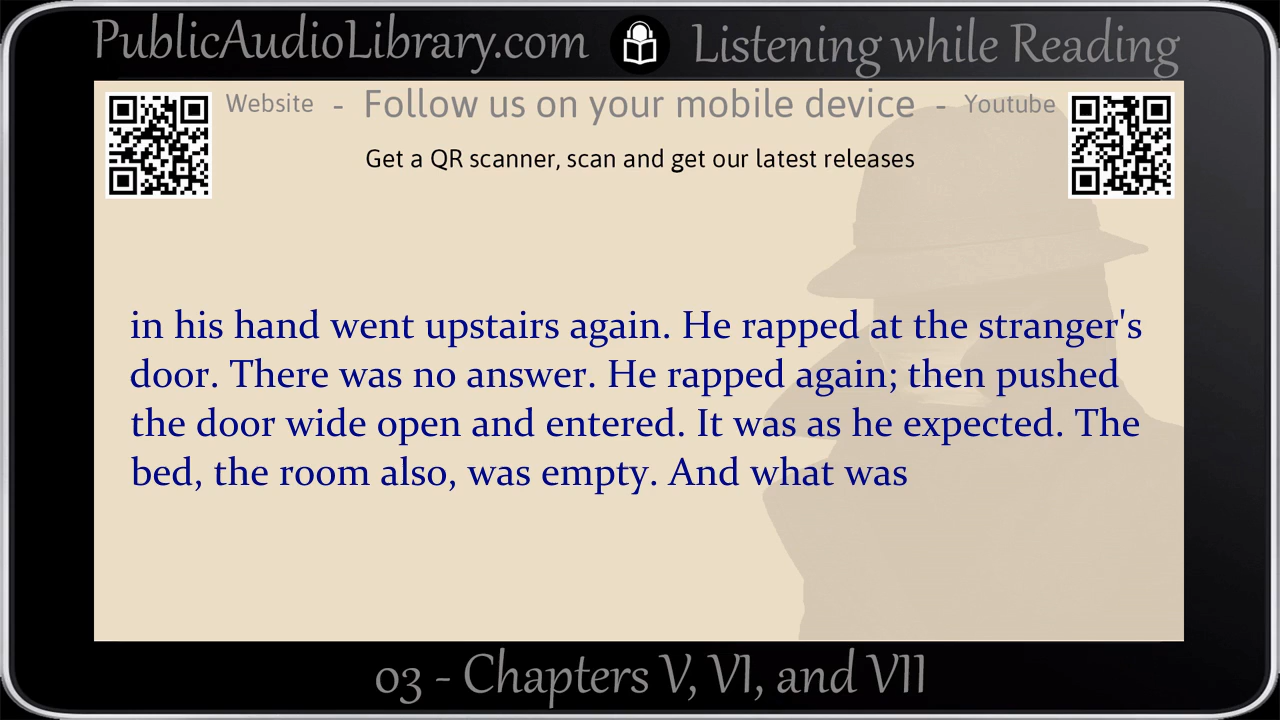 PublicAudioLibrary.com Listening while Reading
Website - Follow us on your mobile device - Youtube
Get a QR scanner, scan and get our latest releases
in his hand went upstairs again. He rapped at the stranger's
door. There was no answer. He rapped again; then pushed
the door wide open and entered. It was as he expected. The
bed, the room also, was empty. And what was
03 - Chapters V, VI, and VII